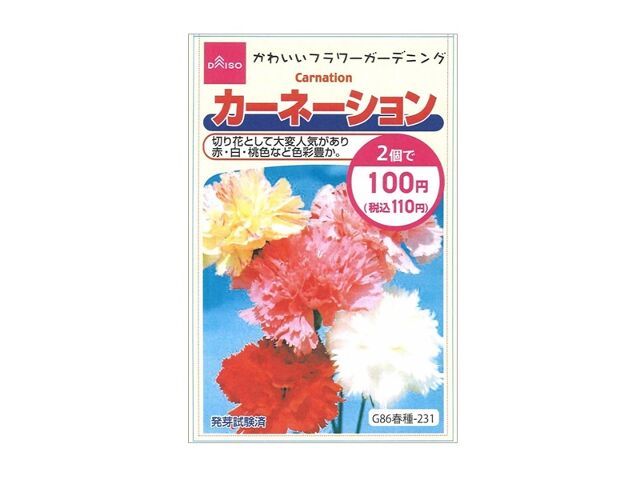 DAISO
かわいいフラワーガーデニング
Carnation
カーネーション
切り花として大変人気があり
赤・白・桃色など色彩豊か。
2個で
100円
(税込110円)
発芽試験済
G86春種-231